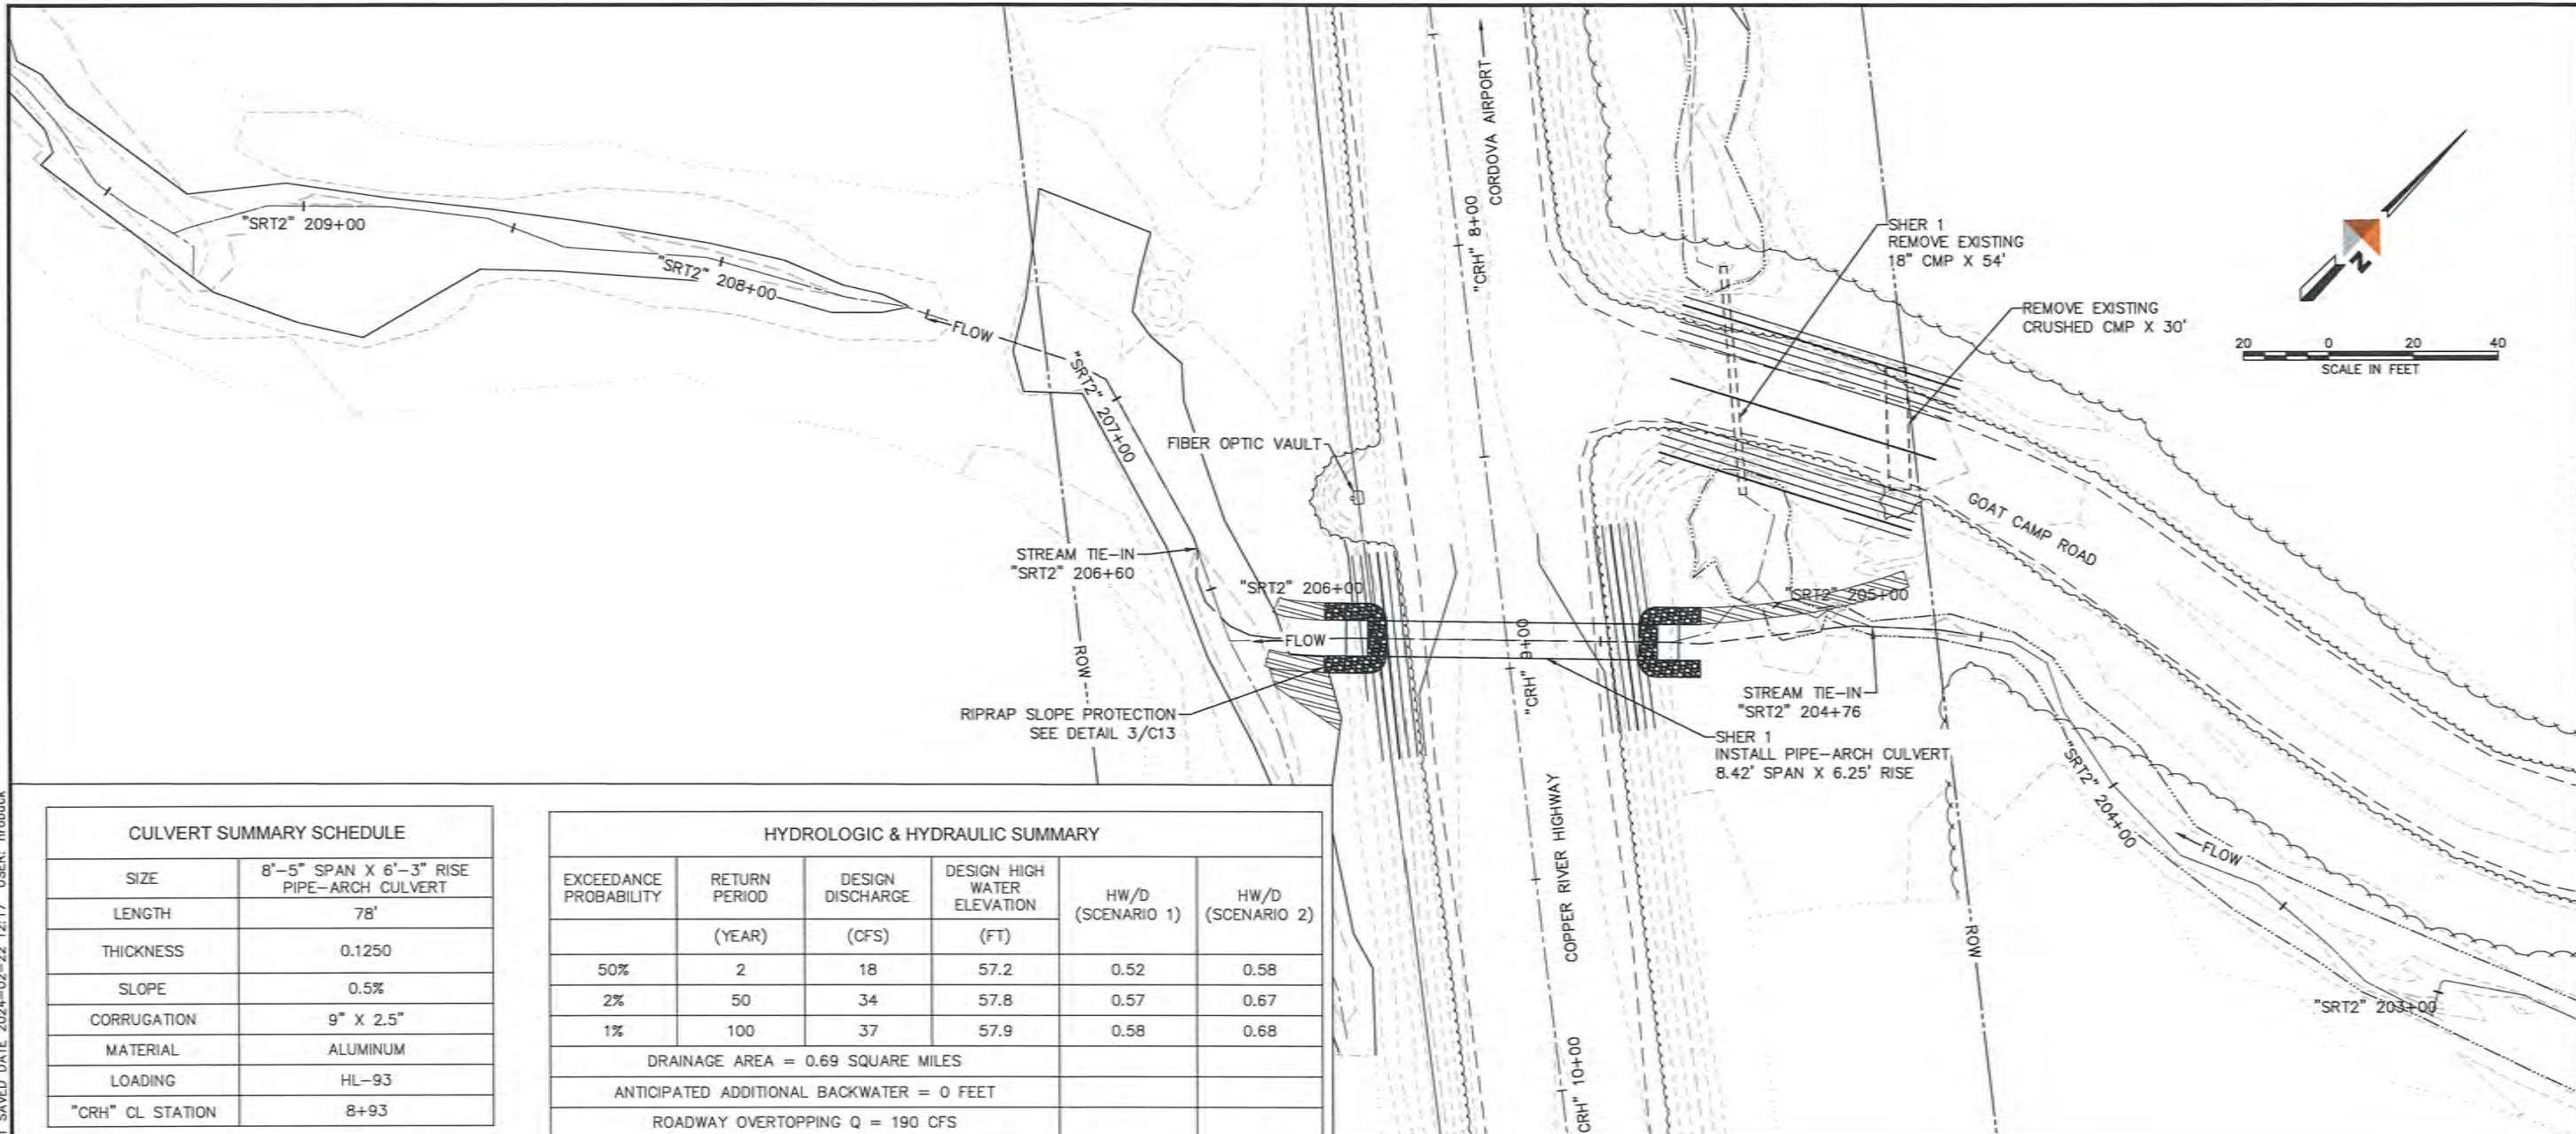 CORDOVA AIRPORT
"CRH" 8+00
"SRT2" 209+00
"SRT2" 208+00
FLOW
"SRT2" 207+00
SHER 1
REMOVE EXISTING
18" CMP X 54'
REMOVE EXISTING
CRUSHED CMP X 30'
N
20 0 20 40
SCALE IN FEET
FIBER OPTIC VAULT
GOAT CAMP ROAD
STREAM TIE-IN
"SRT2" 206+60
"SRT2" 206+00
"SRT2" 205+00
FLOW
ROW
"CRH" 9+00
RIPRAP SLOPE PROTECTION
SEE DETAIL 3/C13
STREAM TIE-IN
"SRT2" 204+76
SHER 1
INSTALL PIPE-ARCH CULVERT
8.42' SPAN X 6.25' RISE
"SRT2" 204+00
FLOW
COPPER RIVER HIGHWAY
ROW
"SRT2" 203+00
CRH" 10+00
CULVERT SUMMARY SCHEDULE
SIZE 8'-5" SPAN X 6'-3" RISE
PIPE-ARCH CULVERT
LENGTH 78'
THICKNESS 0.1250
SLOPE 0.5%
CORRUGATION 9" X 2.5"
MATERIAL ALUMINUM
LOADING HL-93
"CRH" CL STATION 8+93
HYDROLOGIC & HYDRAULIC SUMMARY
EXCEEDANCE PROBABILITY RETURN PERIOD DESIGN DISCHARGE DESIGN HIGH WATER ELEVATION HW/D (SCENARIO 1) HW/D (SCENARIO 2)
(YEAR) (CFS) (FT)
50% 2 18 57.2 0.52 0.58
2% 50 34 57.8 0.57 0.67
1% 100 37 57.9 0.58 0.68
DRAINAGE AREA = 0.69 SQUARE MILES
ANTICIPATED ADDITIONAL BACKWATER = 0 FEET
ROADWAY OVERTOPPING Q = 190 CFS
SAVED DATE 2024-02-22 12:17 USER: